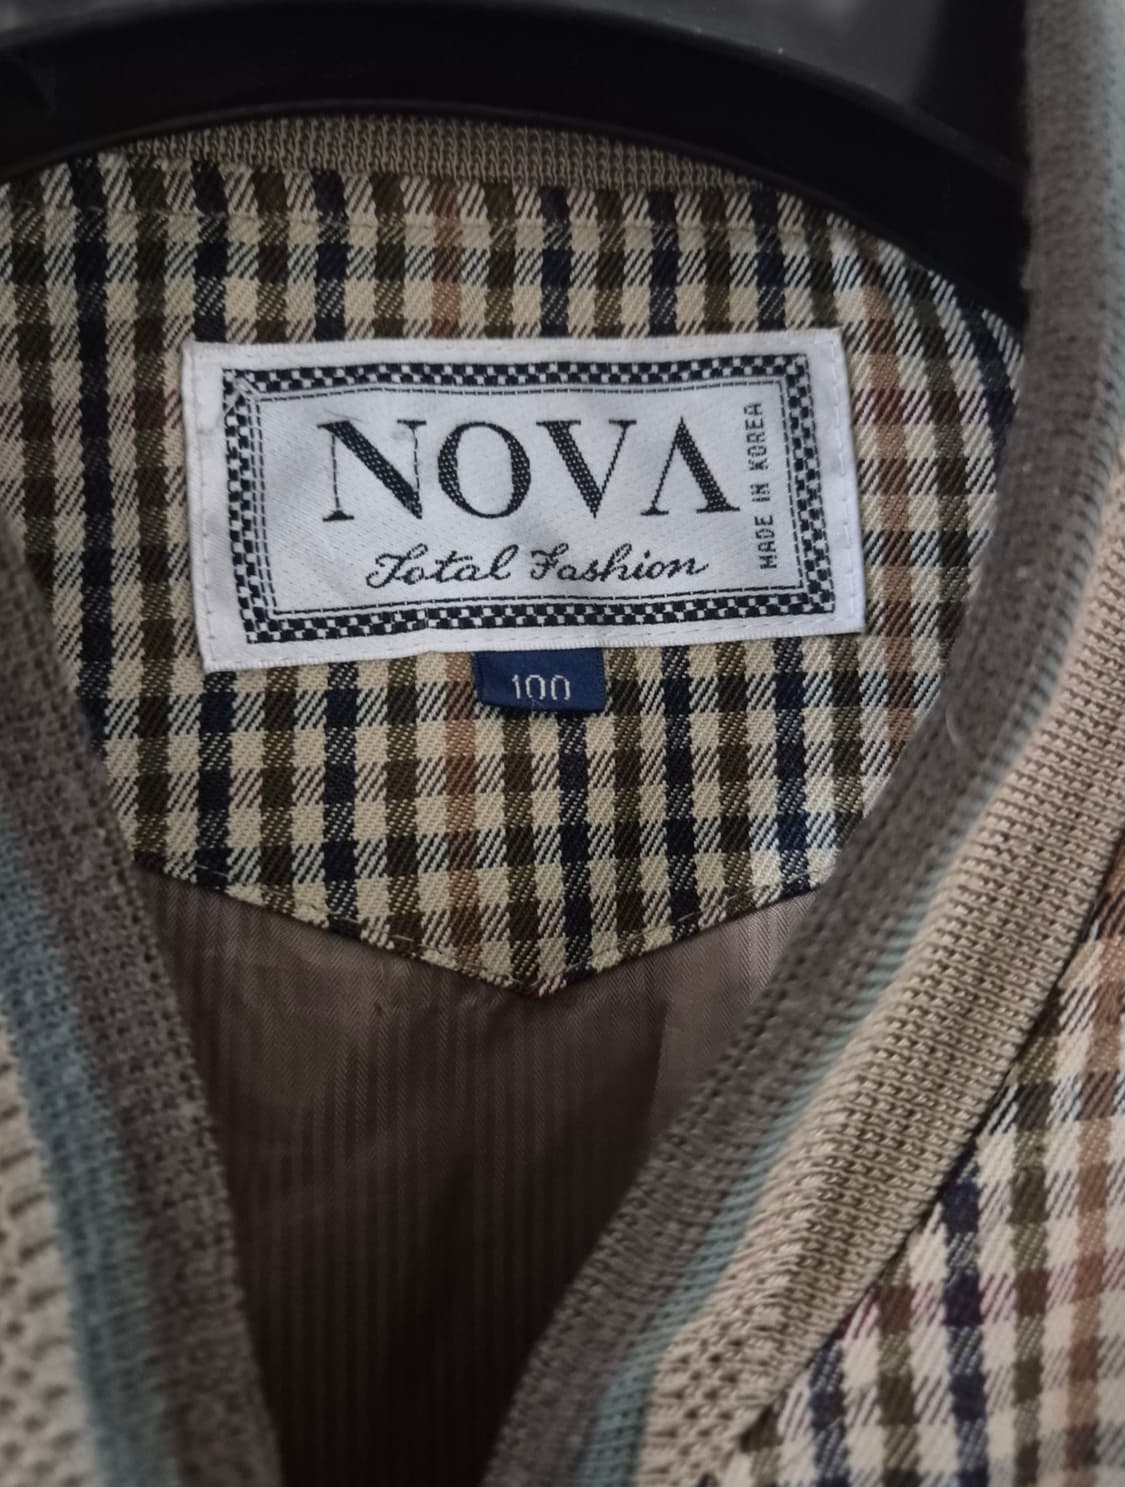 NOVA
Total Fashion
MADE IN KOREA
100